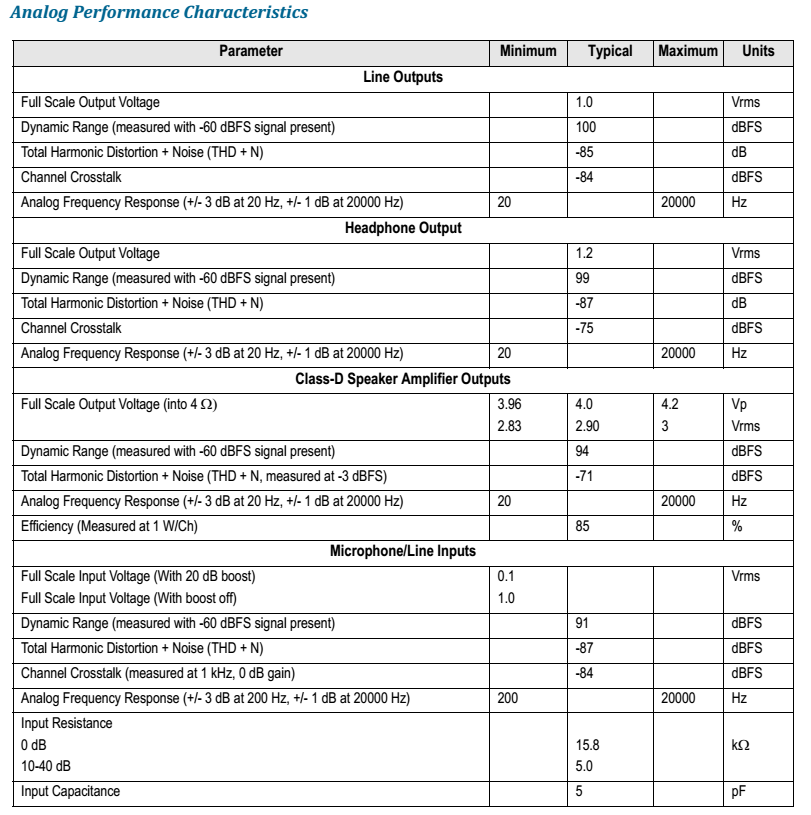 Analog Performance Characteristics
Parameter Minimum Typical Maximum Units
Line Outputs
Full Scale Output Voltage 1.0 Vrms
Dynamic Range (measured with -60 dBFS signal present) 100 dBFS
Total Harmonic Distortion + Noise (THD + N) -85 dB
Channel Crosstalk -84 dBFS
Analog Frequency Response (+/- 3 dB at 20 Hz, +/- 1 dB at 20000 Hz) 20 20000 Hz
Headphone Output
Full Scale Output Voltage 1.2 Vrms
Dynamic Range (measured with -60 dBFS signal present) 99 dBFS
Total Harmonic Distortion + Noise (THD + N) -87 dB
Channel Crosstalk -75 dBFS
Analog Frequency Response (+/- 3 dB at 20 Hz, +/- 1 dB at 20000 Hz) 20 20000 Hz
Class-D Speaker Amplifier Outputs
Full Scale Output Voltage (into 4 Ω) 3.96 4.0 4.2 Vp
2.83 2.90 3 Vrms
Dynamic Range (measured with -60 dBFS signal present) 94 dBFS
Total Harmonic Distortion + Noise (THD + N, measured at -3 dBFS) -71 dBFS
Analog Frequency Response (+/- 3 dB at 20 Hz, +/- 1 dB at 20000 Hz) 20 20000 Hz
Efficiency (Measured at 1 W/Ch) 85 %
Microphone/Line Inputs
Full Scale Input Voltage (With 20 dB boost) 0.1 Vrms
Full Scale Input Voltage (With boost off) 1.0
Dynamic Range (measured with -60 dBFS signal present) 91 dBFS
Total Harmonic Distortion + Noise (THD + N) -87 dBFS
Channel Crosstalk (measured at 1 kHz, 0 dB gain) -84 dBFS
Analog Frequency Response (+/- 3 dB at 200 Hz, +/- 1 dB at 20000 Hz) 200 20000 Hz
Input Resistance
0 dB 15.8 kΩ
10-40 dB 5.0
Input Capacitance 5 pF